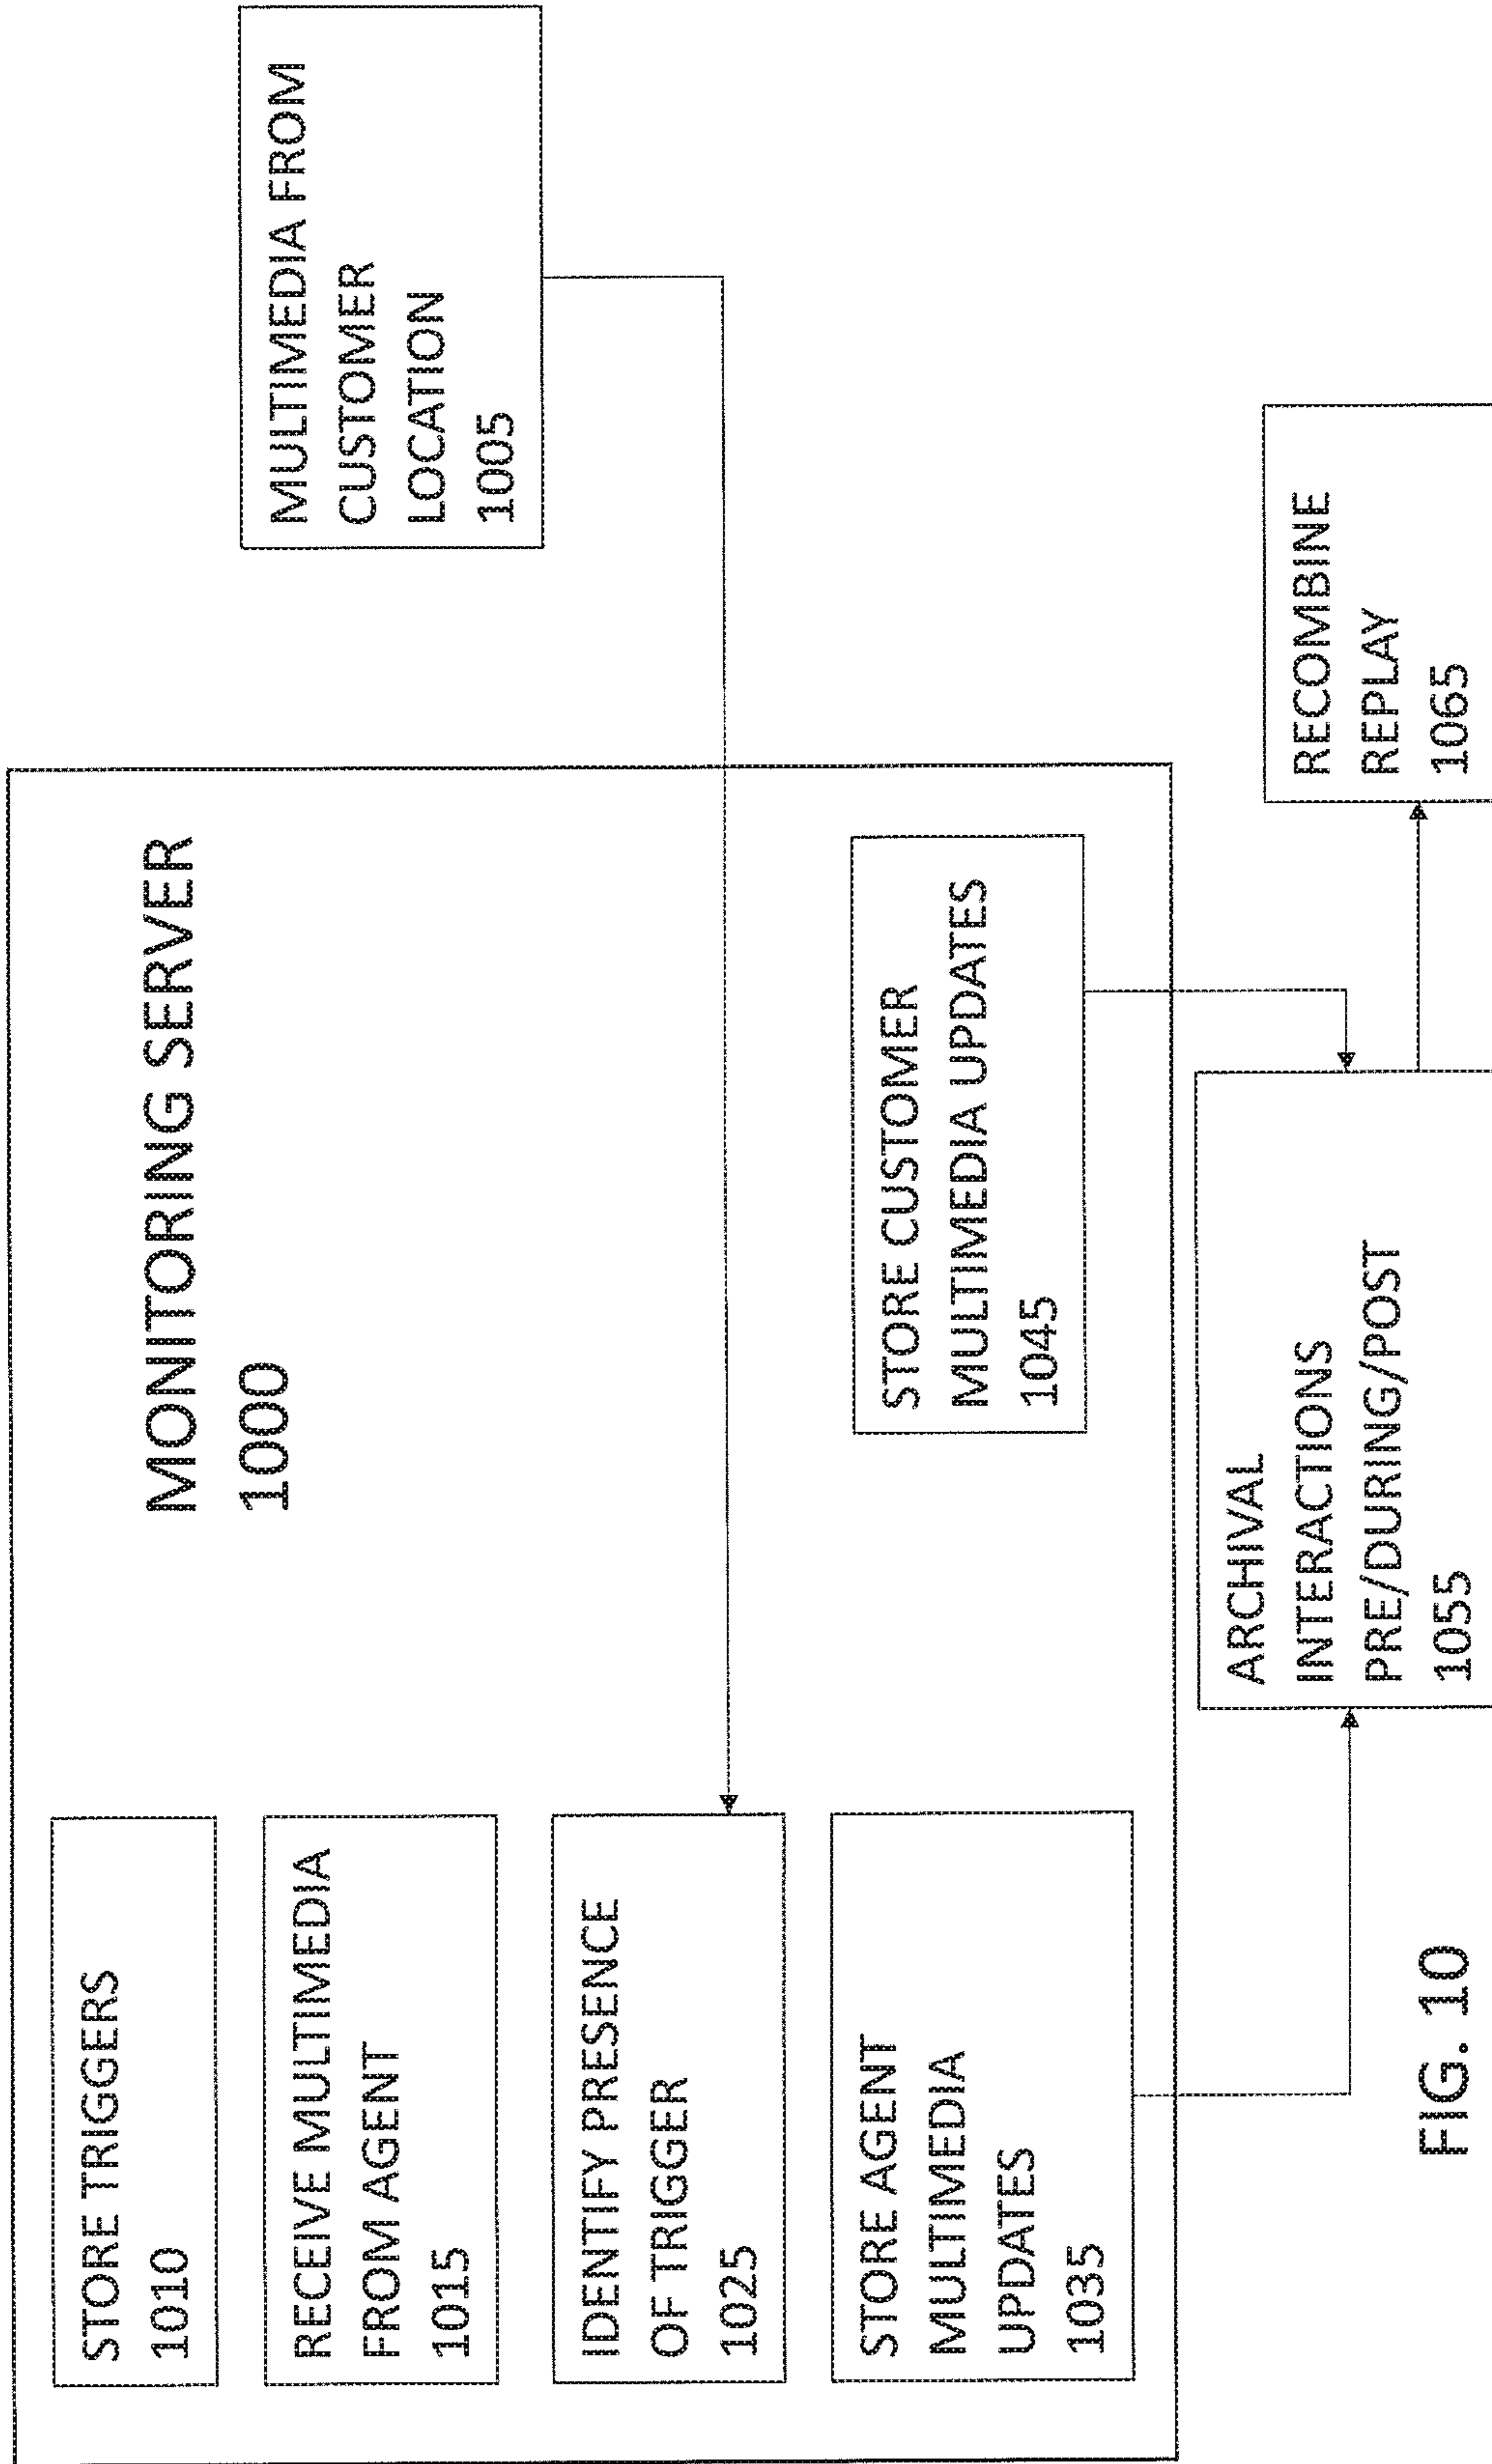 MONITORING SERVER
1000
STORE TRIGGERS
1010
RECEIVE MULTIMEDIA
FROM AGENT
1015
IDENTIFY PRESENCE
OF TRIGGER
1025
STORE AGENT
MULTIMEDIA
UPDATES
1035
MULTIMEDIA FROM
CUSTOMER
LOCATION
1005
STORE CUSTOMER
MULTIMEDIA UPDATES
1045
ARCHIVAL
INTERACTIONS
PRE/DURING/POST
1055
RECOMBINE
REPLAY
1065
FIG. 10